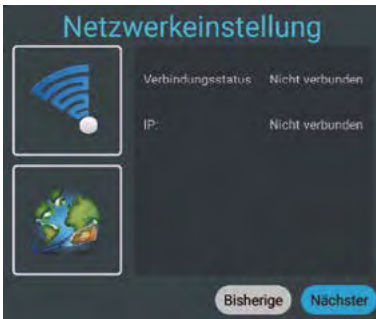 Netzwerkeinstellung
Verbindungsstatus Nicht verbunden
IP: Nicht verbunden
Bisherige Nächster